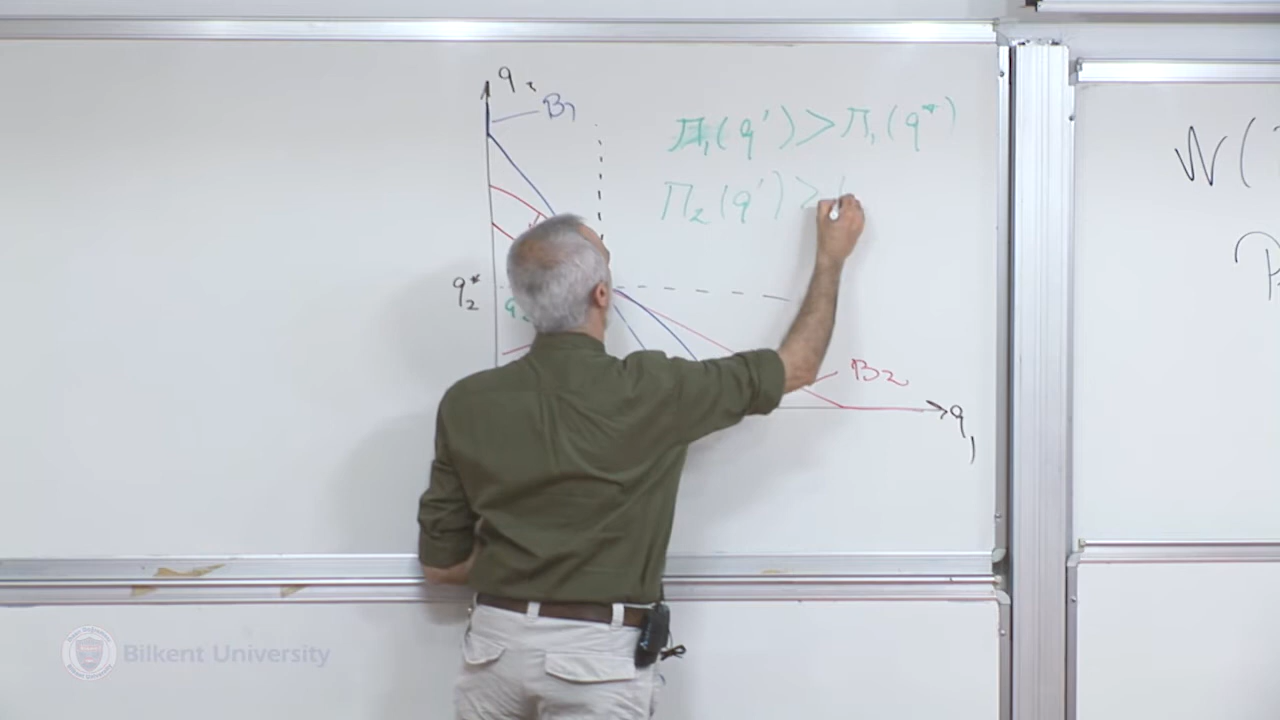 q₂
B₁
Π₁(q')>Π₁(q*)
Π₂(q')>
W(
q₂*
B₂
q₁
Bilkent University